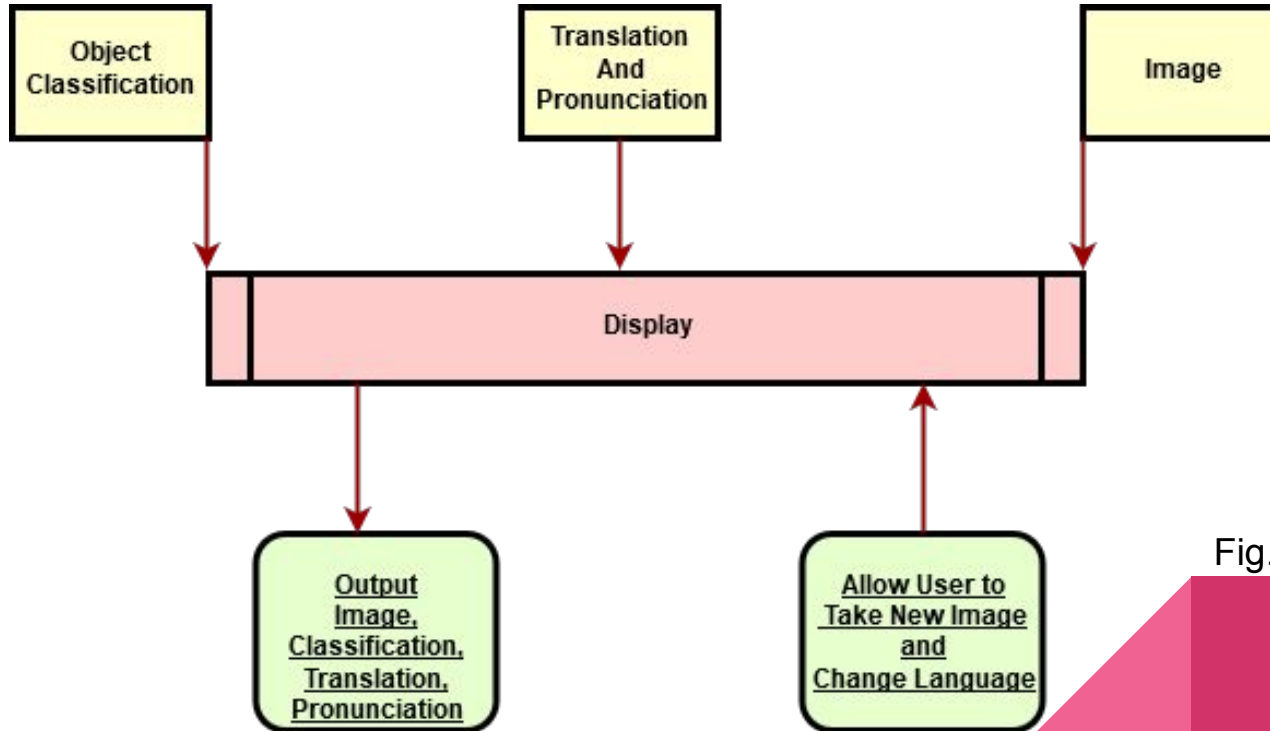 Object
Classification
Translation
And
Pronunciation
Image
Display
Output
Image,
Classification,
Translation,
Pronunciation
Allow User to
Take New Image
and
Change Language
Fig.